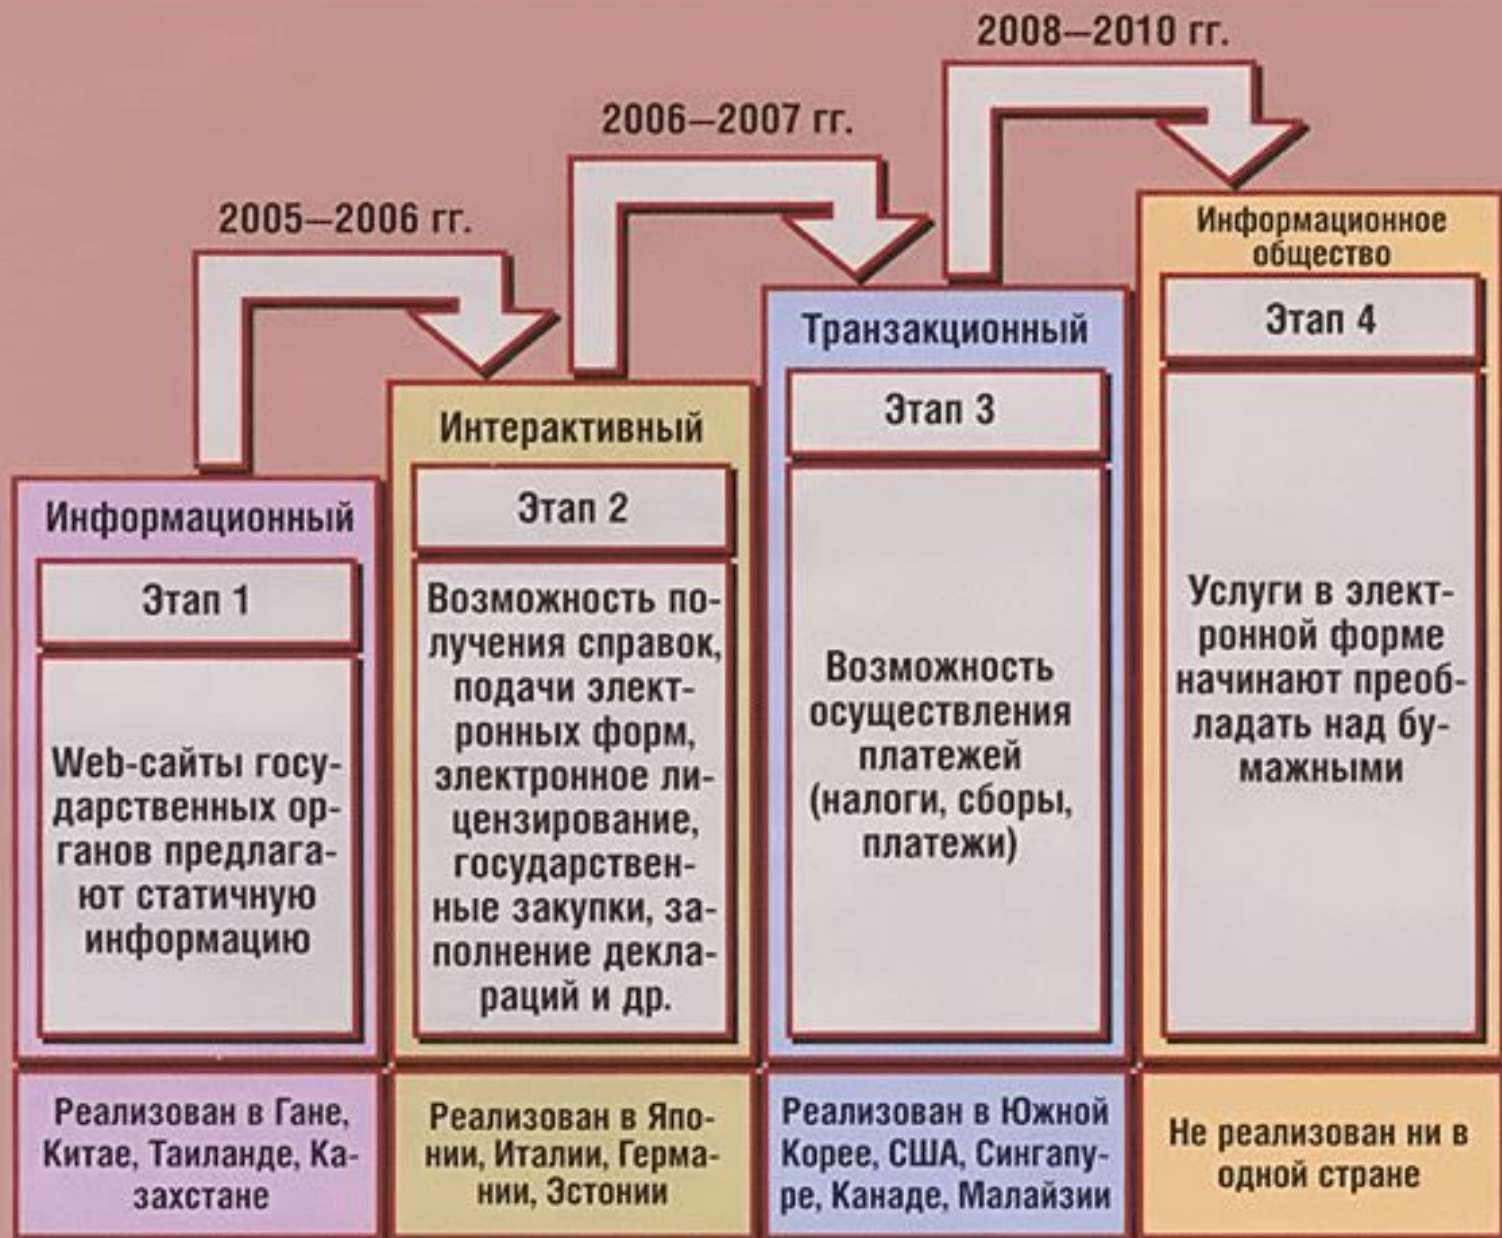 2008–2010 гг.
2006–2007 гг.
2005–2006 гг.
Информационный
Этап 1
Web-сайты госу-
дарственных ор-
ганов предлага-
ют статичную
информацию
Реализован в Гане,
Китае, Таиланде, Ка-
захстане
Интерактивный
Этап 2
Возможность по-
лучения справок,
подачи элект-
ронных форм,
электронное ли-
цензирование,
государствен-
ные закупки, за-
полнение декла-
раций и др.
Реализован в Япо-
нии, Италии, Герма-
нии, Эстонии
Транзакционный
Этап 3
Возможность
осуществления
платежей
(налоги, сборы,
платежи)
Реализован в Южной
Корее, США, Сингапу-
ре, Канаде, Малайзии
Информационное
общество
Этап 4
Услуги в элект-
ронной форме
начинают преоб-
ладать над бу-
мажными
Не реализован ни в
одной стране